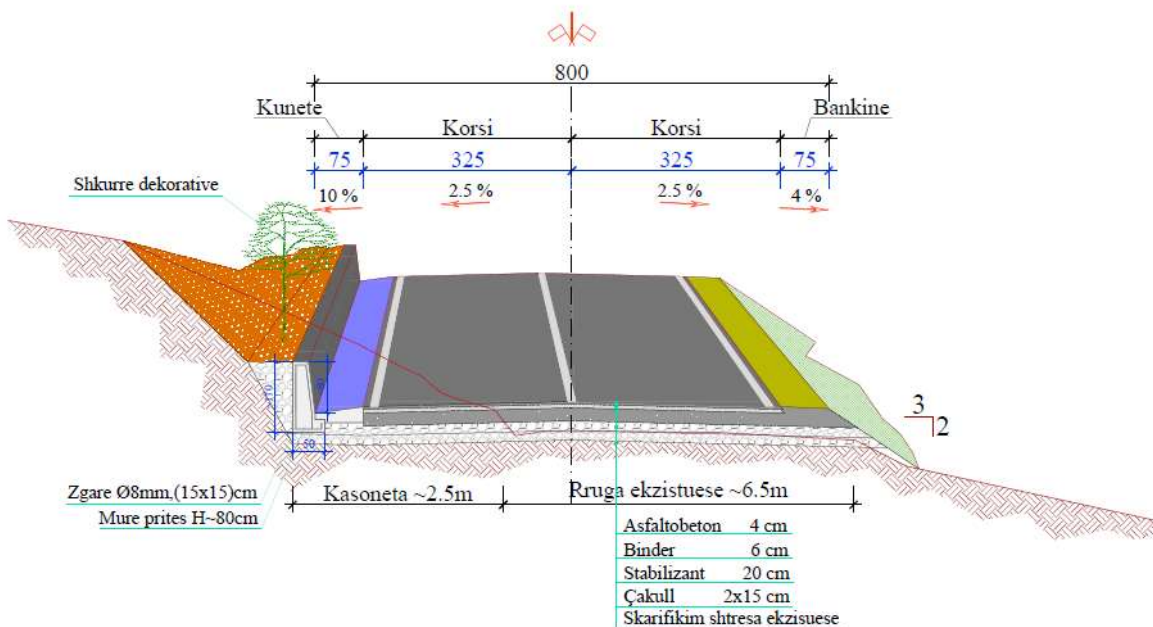 800
Kunete
Bankine
Korsi
Korsi
75
325
325
75
Shkurre dekorative
10 %
2.5 %
2.5 %
4 %
3
2
50
Zgare Ø8mm,(15x15)cm
Mure prites H~80cm
Kasoneta ~2.5m
Rruga ekzistuese ~6.5m
Asfaltobeton 4 cm
Binder 6 cm
Stabilizant 20 cm
Çakull 2x15 cm
Skarifikim shtresa ekzisuese